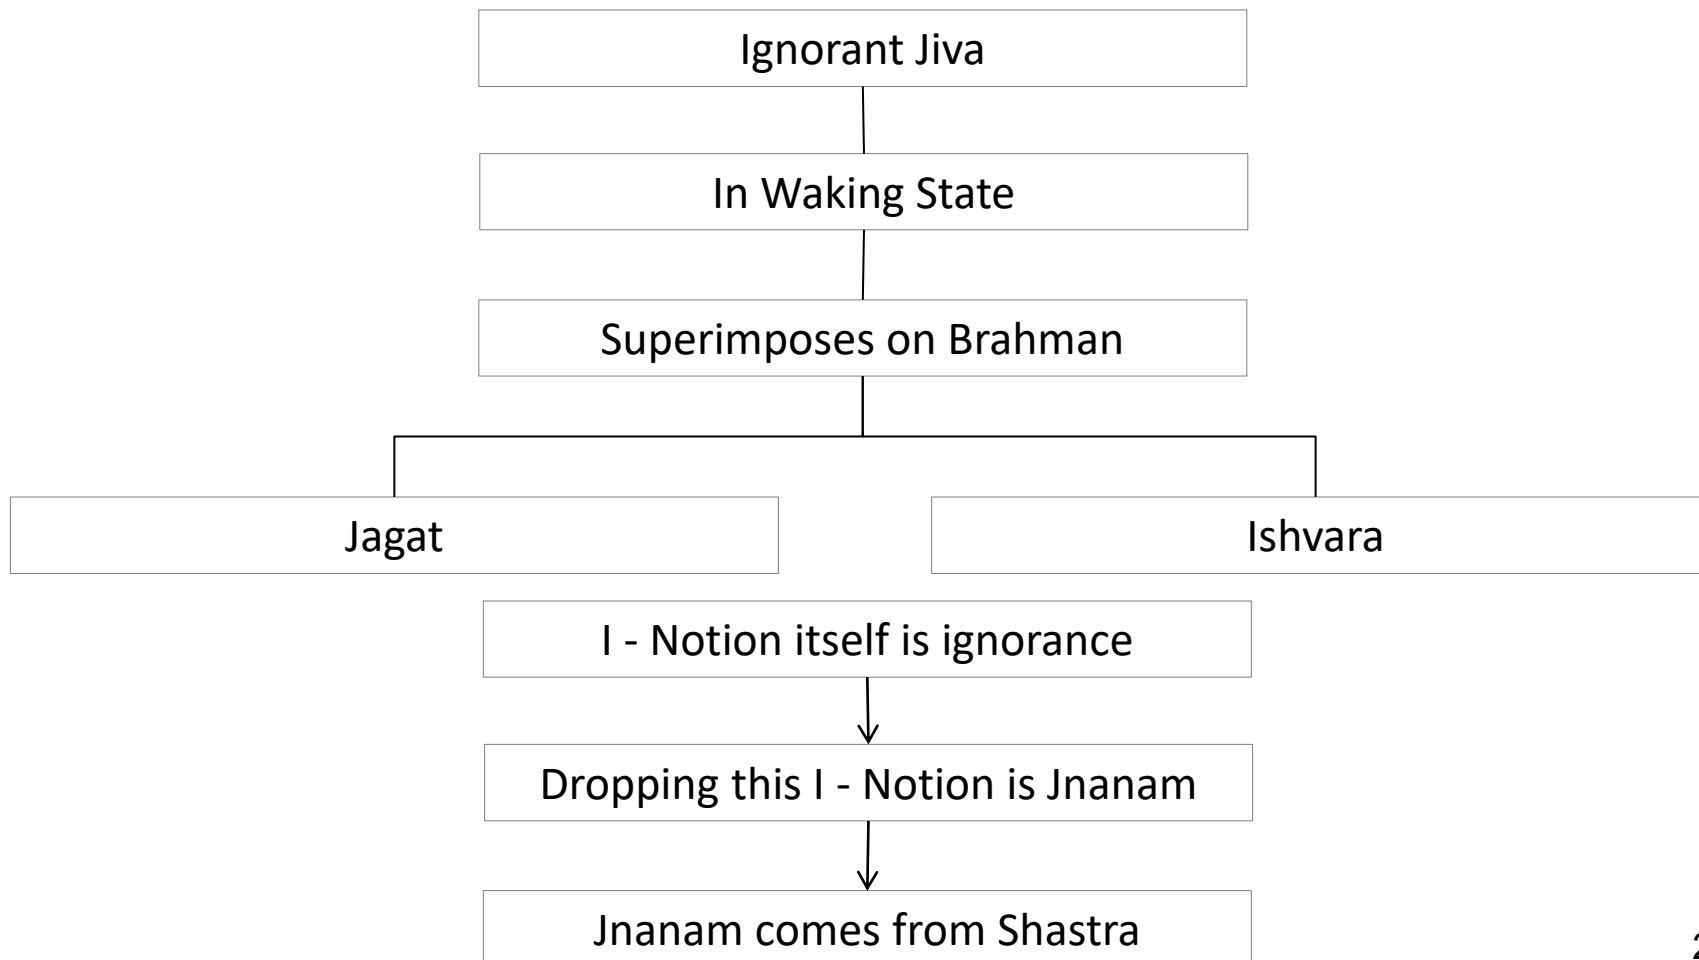 Ignorant Jiva
In Waking State
Superimposes on Brahman
Jagat
Ishvara
I - Notion itself is ignorance
Dropping this I - Notion is Jnanam
Jnanam comes from Shastra